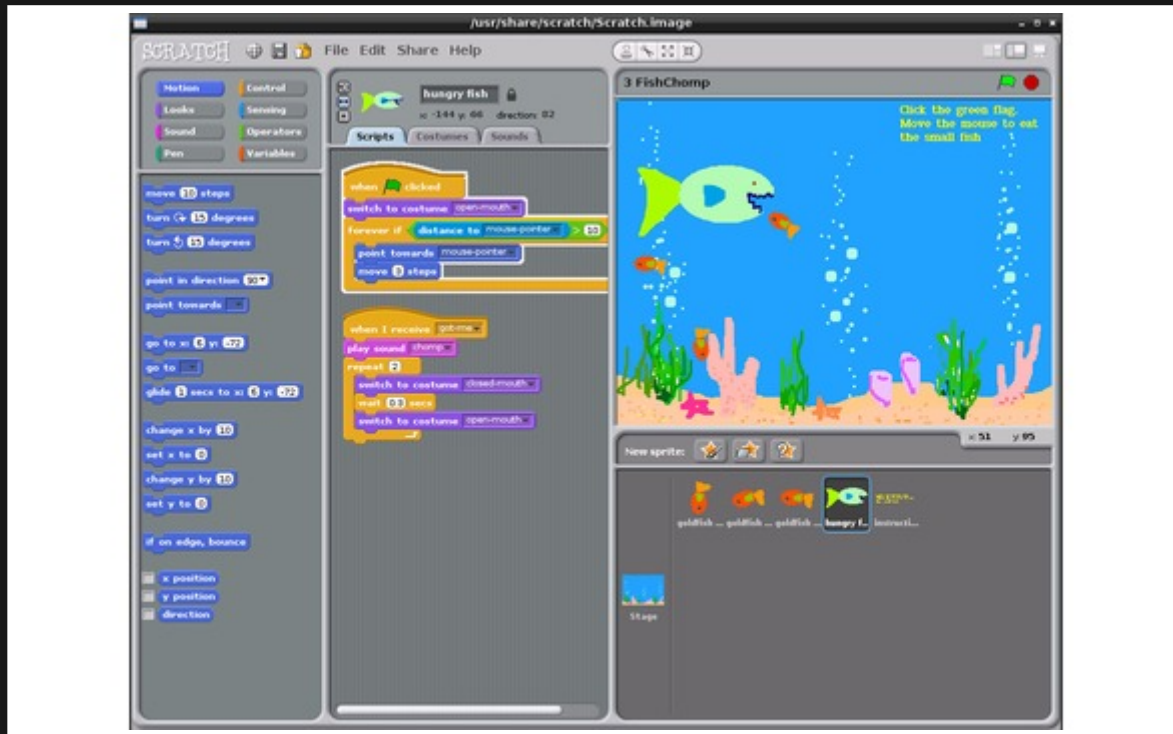 /usr/share/scratch/Scratch.image
SCRATCH File Edit Share Help
Motion Control
Looks Sensing
Sound Operators
Pen Variables
move 10 steps
turn 15 degrees
turn 15 degrees
point in direction 90
point towards
go to x: 6 y: -72
go to
glide 1 secs to x: 6 y: -72
change x by 10
set x to 0
change y by 10
set y to 0
if on edge, bounce
x position
y position
direction
hungry fish
x: -144 y: 66 direction: 82
Scripts Costumes Sounds
when clicked
switch to costume open-mouth
forever if distance to mouse-pointer > 10
point towards mouse-pointer
move steps
when I receive got-me
play sound chomp
repeat 2
switch to costume closed-mouth
wait 0.3 secs
switch to costume open-mouth
3 FishChomp
Click the green flag.
Move the mouse to eat
the small fish
x: 51 y: 95
New sprite:
goldfish ... goldfish ... goldfish ... hungry f... instructi...
Stage